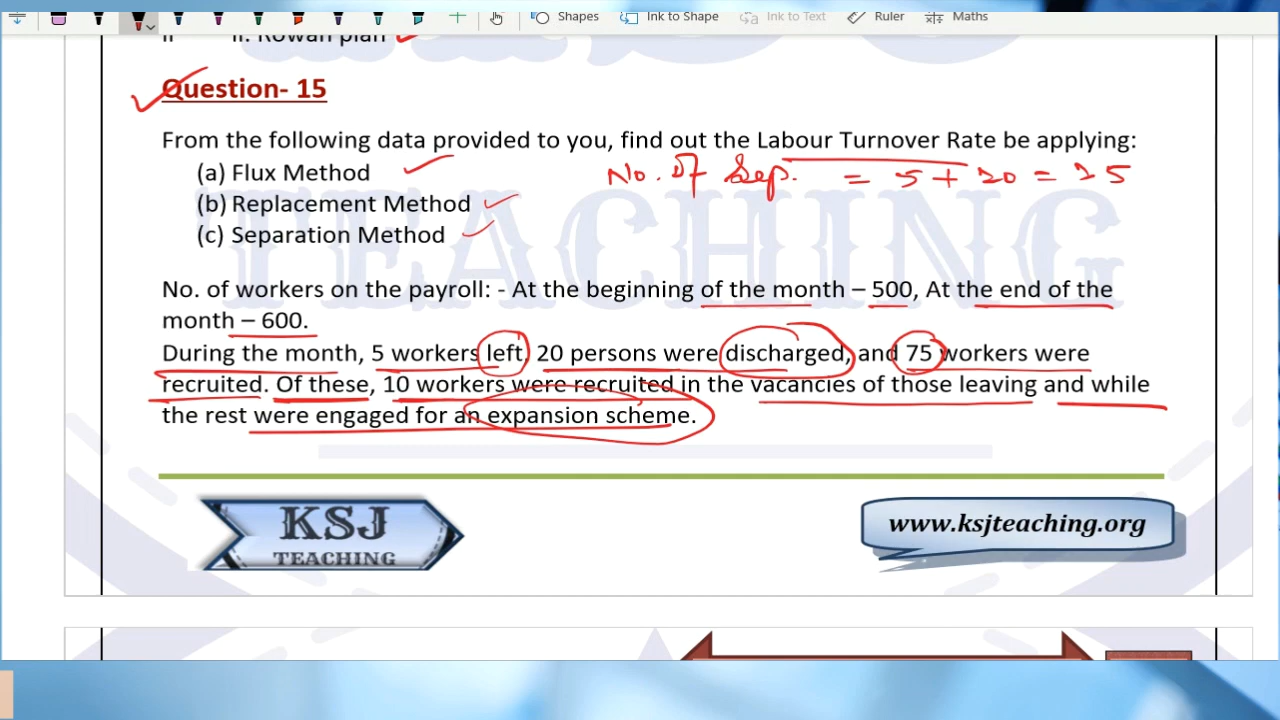 Shapes Ink to Shape Ink to Text Ruler Maths
ii. Rowan plan
Question- 15
From the following data provided to you, find out the Labour Turnover Rate be applying:
(a) Flux Method
No. Of Sep. = 5 + 20 = 25
(b) Replacement Method
(c) Separation Method
TEACHING
No. of workers on the payroll: - At the beginning of the month – 500, At the end of the
month – 600.
During the month, 5 workers left, 20 persons were discharged, and 75 workers were
recruited. Of these, 10 workers were recruited in the vacancies of those leaving and while
the rest were engaged for an expansion scheme.
KSJ
TEACHING
www.ksjteaching.org